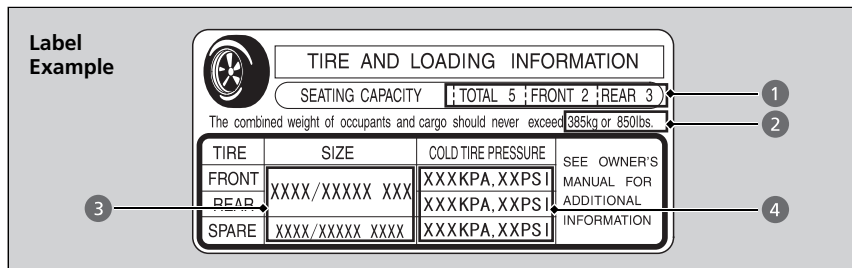 Label
Example
TIRE AND LOADING INFORMATION
SEATING CAPACITY TOTAL 5 FRONT 2 REAR 3
1
The combined weight of occupants and cargo should never exceed 385kg or 850lbs.
2
TIRE SIZE COLD TIRE PRESSURE
FRONT XXXX/XXXXX XXX XXXKPA,XXPSI
REAR XXXKPA,XXPSI
SPARE XXXX/XXXXX XXXX XXXKPA,XXPSI
SEE OWNER'S
MANUAL FOR
ADDITIONAL
INFORMATION
3
4